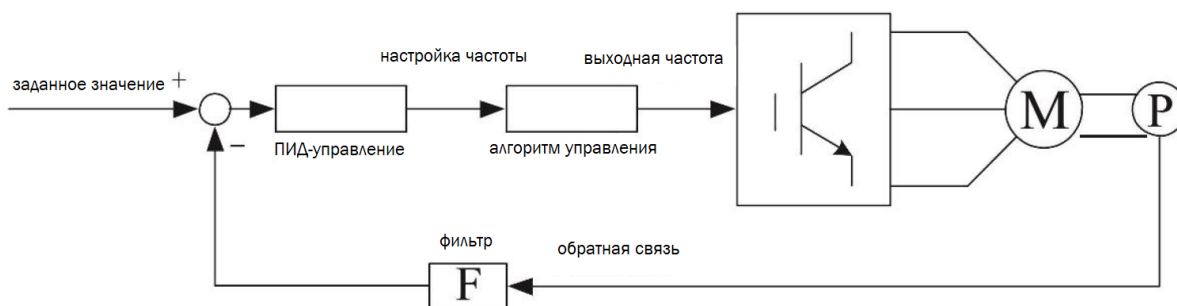 настройка частоты
выходная частота
заданное значение +
M
P
−
ПИД-управление
алгоритм управления
фильтр
обратная связь
F